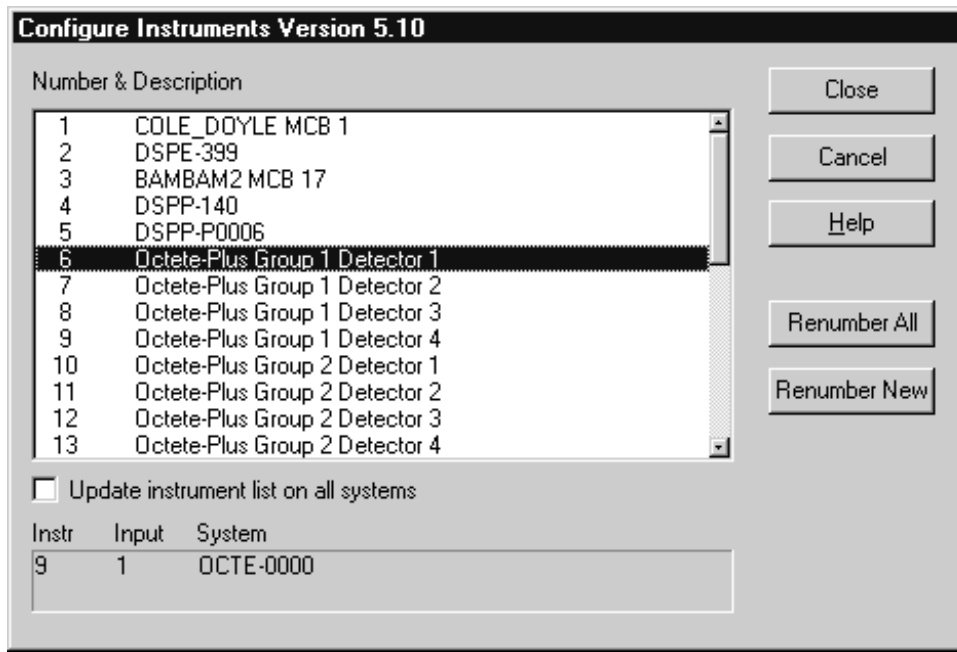 Configure Instruments Version 5.10
Number & Description
1 COLE_DOYLE MCB 1
2 DSPE-399
3 BAMBAM2 MCB 17
4 DSPP-140
5 DSPP-P0006
6 Octete-Plus Group 1 Detector 1
7 Octete-Plus Group 1 Detector 2
8 Octete-Plus Group 1 Detector 3
9 Octete-Plus Group 1 Detector 4
10 Octete-Plus Group 2 Detector 1
11 Octete-Plus Group 2 Detector 2
12 Octete-Plus Group 2 Detector 3
13 Octete-Plus Group 2 Detector 4
Close
Cancel
Help
Renumber All
Renumber New
Update instrument list on all systems
Instr Input System
9 1 OCTE-0000